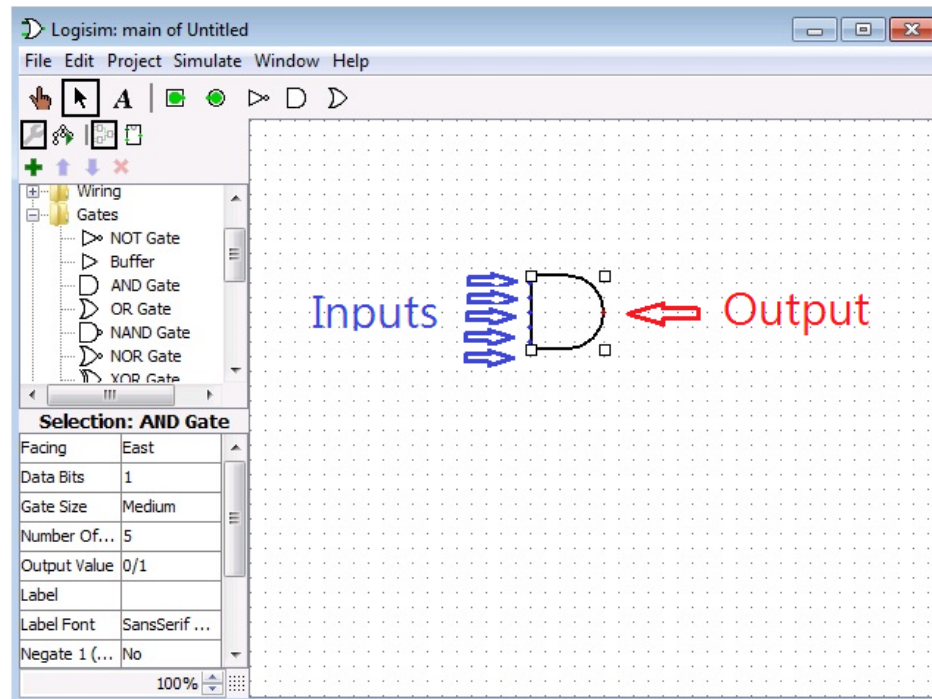 Logisim: main of Untitled
File Edit Project Simulate Window Help
A
Wiring
Gates
NOT Gate
Buffer
AND Gate
OR Gate
NAND Gate
NOR Gate
XOR Gate
Inputs
Output
Selection: AND Gate
Facing East
Data Bits 1
Gate Size Medium
Number Of... 5
Output Value 0/1
Label
Label Font SansSerif ...
Negate 1 (... No
100%